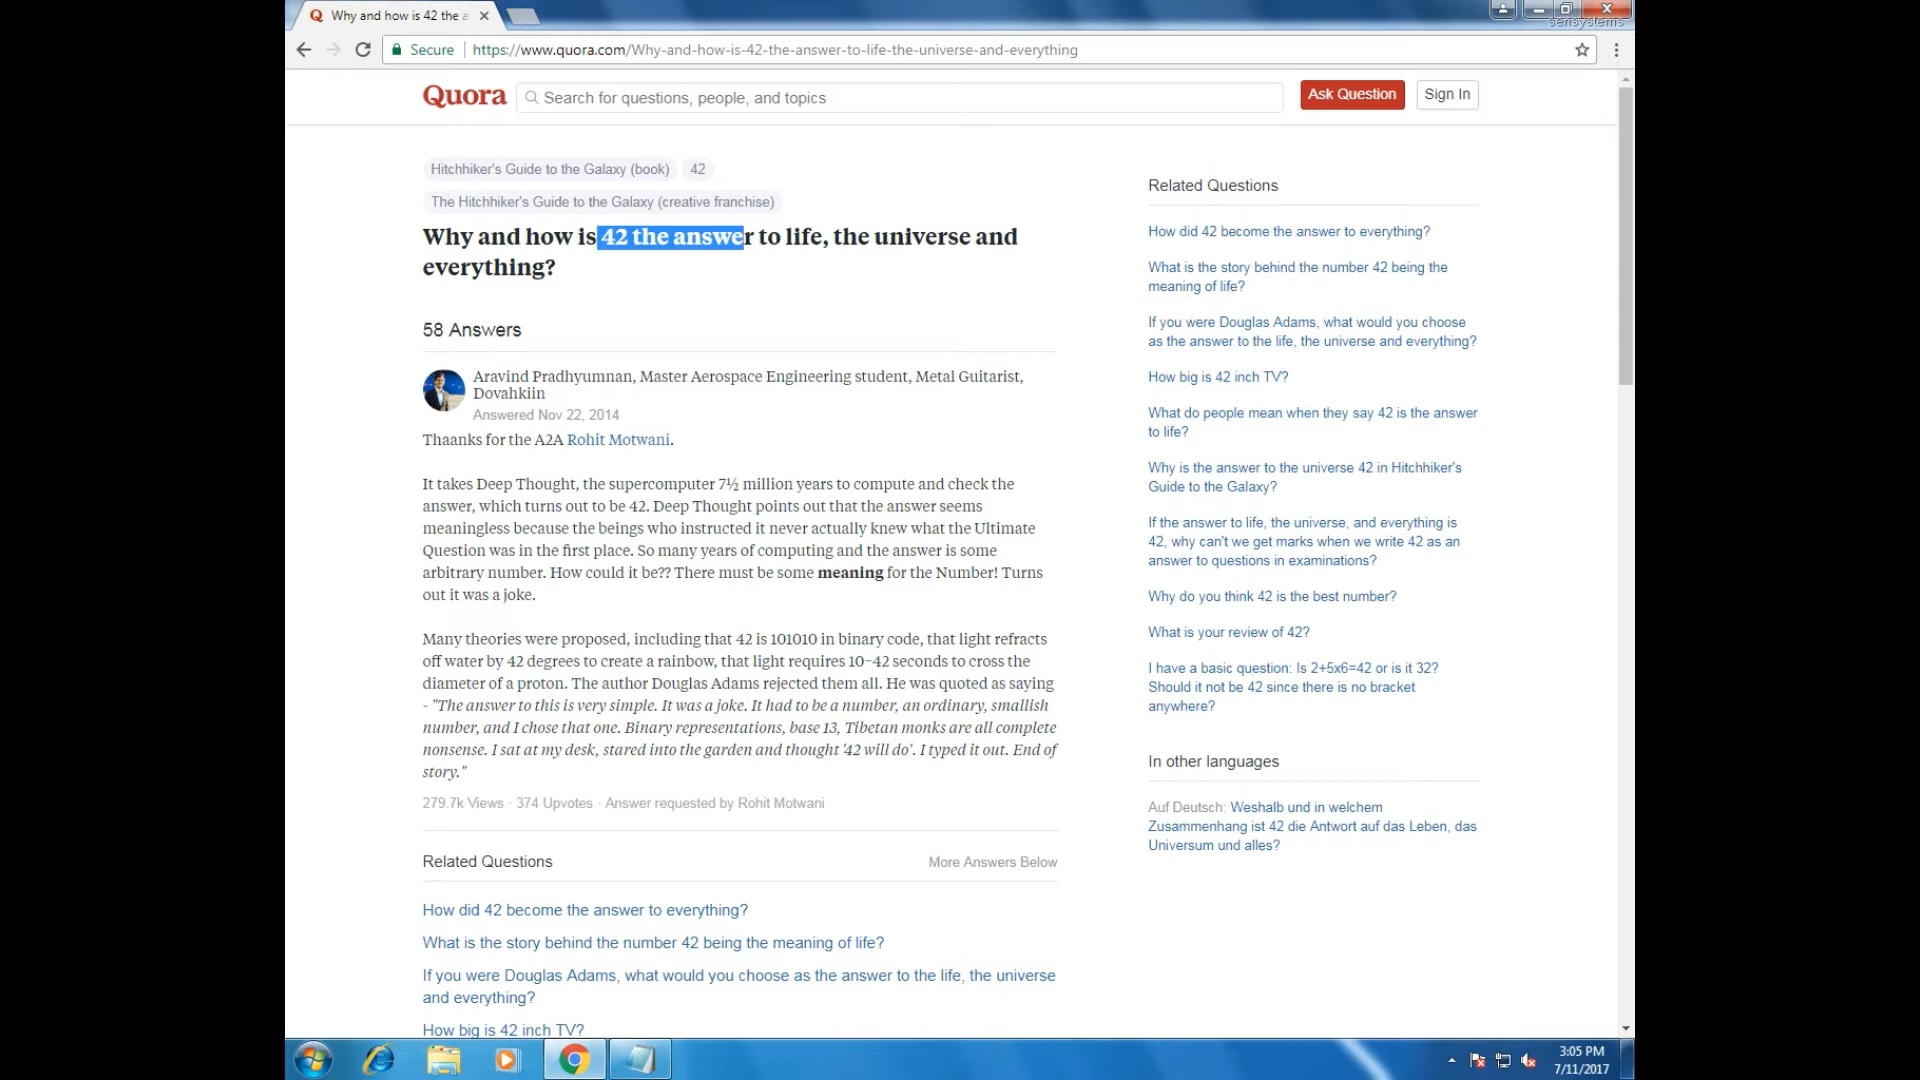 Why and how is 42 the a
sensystems
Secure
https://www.quora.com/Why-and-how-is-42-the-answer-to-life-the-universe-and-everything
Quora
Search for questions, people, and topics
Ask Question
Sign In
Hitchhiker's Guide to the Galaxy (book)
42
The Hitchhiker's Guide to the Galaxy (creative franchise)
Why and how is 42 the answer to life, the universe and
everything?
58 Answers
Aravind Pradhyumnan, Master Aerospace Engineering student, Metal Guitarist,
Dovahkiin
Answered Nov 22, 2014
Thaanks for the A2A Rohit Motwani.
It takes Deep Thought, the supercomputer 7½ million years to compute and check the
answer, which turns out to be 42. Deep Thought points out that the answer seems
meaningless because the beings who instructed it never actually knew what the Ultimate
Question was in the first place. So many years of computing and the answer is some
arbitrary number. How could it be?? There must be some meaning for the Number! Turns
out it was a joke.
Many theories were proposed, including that 42 is 101010 in binary code, that light refracts
off water by 42 degrees to create a rainbow, that light requires 10−42 seconds to cross the
diameter of a proton. The author Douglas Adams rejected them all. He was quoted as saying
- "The answer to this is very simple. It was a joke. It had to be a number, an ordinary, smallish
number, and I chose that one. Binary representations, base 13, Tibetan monks are all complete
nonsense. I sat at my desk, stared into the garden and thought '42 will do'. I typed it out. End of
story."
279.7k Views · 374 Upvotes · Answer requested by Rohit Motwani
Related Questions
More Answers Below
How did 42 become the answer to everything?
What is the story behind the number 42 being the meaning of life?
If you were Douglas Adams, what would you choose as the answer to the life, the universe
and everything?
How big is 42 inch TV?
Related Questions
How did 42 become the answer to everything?
What is the story behind the number 42 being the
meaning of life?
If you were Douglas Adams, what would you choose
as the answer to the life, the universe and everything?
How big is 42 inch TV?
What do people mean when they say 42 is the answer
to life?
Why is the answer to the universe 42 in Hitchhiker's
Guide to the Galaxy?
If the answer to life, the universe, and everything is
42, why can't we get marks when we write 42 as an
answer to questions in examinations?
Why do you think 42 is the best number?
What is your review of 42?
I have a basic question: Is 2+5x6=42 or is it 32?
Should it not be 42 since there is no bracket
anywhere?
In other languages
Auf Deutsch: Weshalb und in welchem
Zusammenhang ist 42 die Antwort auf das Leben, das
Universum und alles?
3:05 PM
7/11/2017